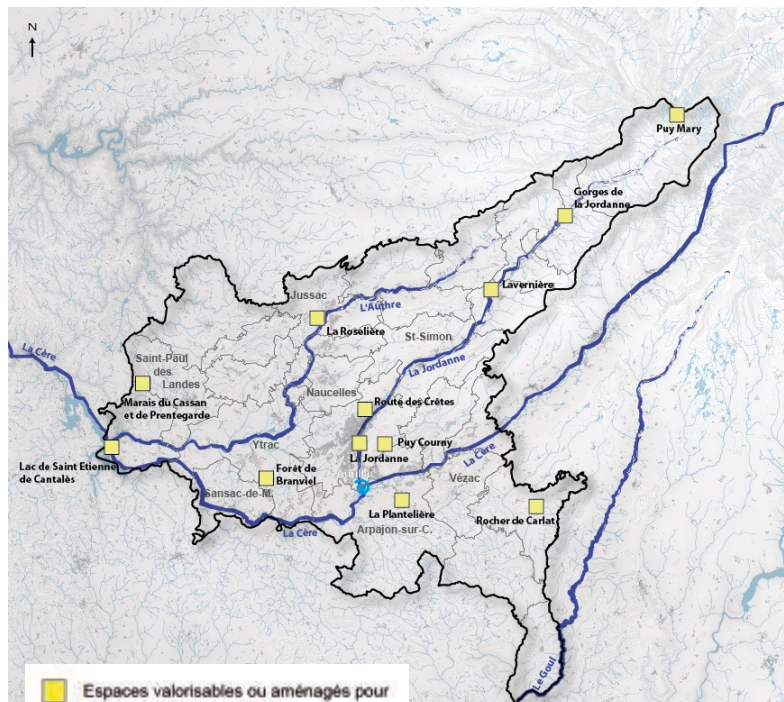 N
Puy Mary
Gorges de
la Jordanne
Lavernière
Jussac
L'Authre
La Roselière
St-Simon
La Jordanne
La Cère
Saint-Paul
des
Landes
Marais du Cassan
et de Prentegarde
Naucelles
Route des Crêtes
Ytrac
La Jordanne
Puy Courny
La Cère
Lac de Saint Etienne
de Cantalès
Forêt de
Branviel
Sansac-de-M.
Vézac
La Plantelière
Rocher de Carlat
La Cère
Arpajon-sur-C.
Le Goul
Espaces valorisables ou aménagés pour